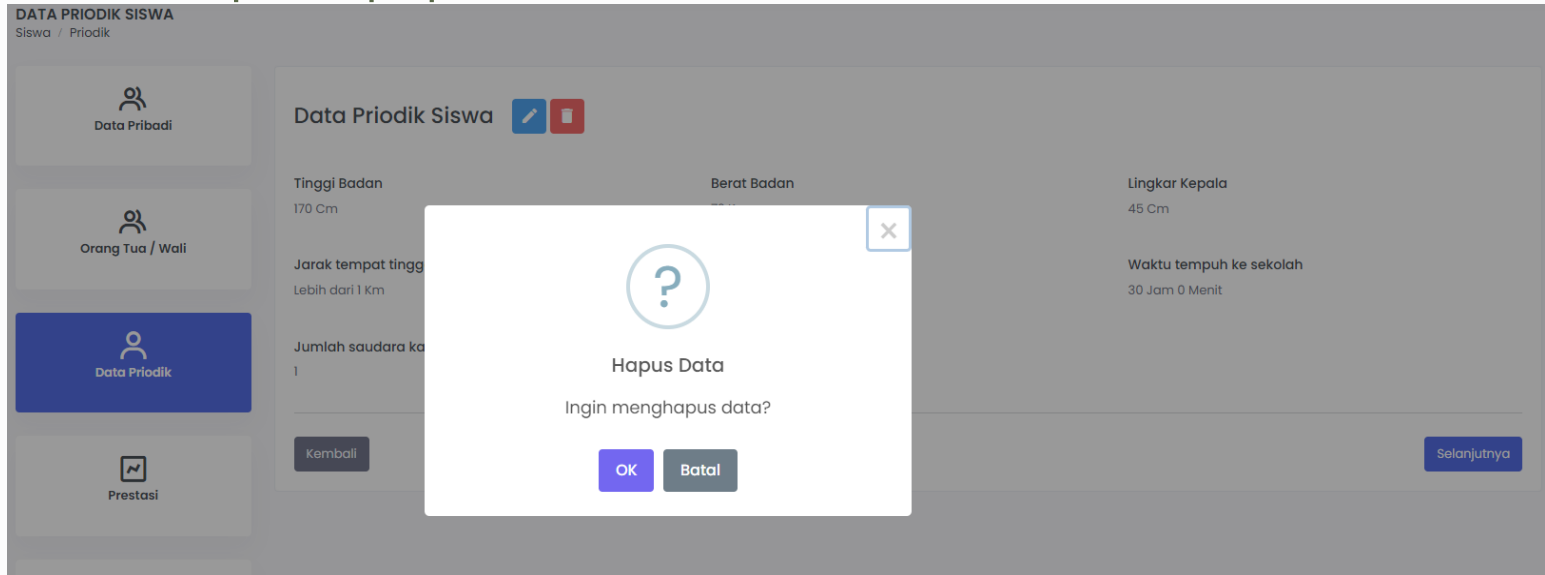 DATA PRIODIK SISWA
Siswa / Priodik
Data Pribadi
Orang Tua / Wali
Data Priodik
Prestasi
Data Priodik Siswa
Tinggi Badan
170 Cm
Berat Badan
Lingkar Kepala
45 Cm
Jarak tempat tingg
Lebih dari 1 Km
Waktu tempuh ke sekolah
30 Jam 0 Menit
Jumlah saudara ka
1
×
?
Hapus Data
Ingin menghapus data?
OK
Batal
Kembali
Selanjutnya